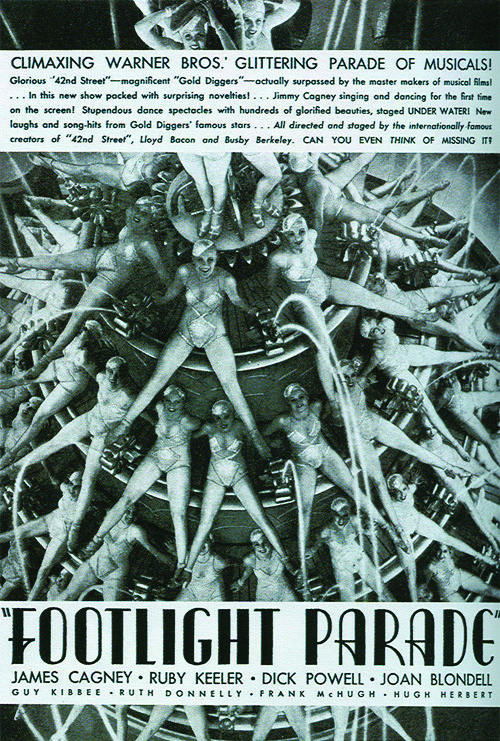 CLIMAXING WARNER BROS.' GLITTERING PARADE OF MUSICALS!
Glorious "42nd Street"—magnificent "Gold Diggers"—actually surpassed by the master makers of musical films!
. . . In this new show packed with surprising novelties! . . . Jimmy Cagney singing and dancing for the first time
on the screen! Stupendous dance spectacles with hundreds of glorified beauties, staged UNDER WATER! New
laughs and song-hits from Gold Diggers' famous stars . . . All directed and staged by the internationally-famous
creators of "42nd Street", Lloyd Bacon and Busby Berkeley. CAN YOU EVEN THINK OF MISSING IT?
"FOOTLIGHT PARADE"
JAMES CAGNEY • RUBY KEELER • DICK POWELL • JOAN BLONDELL
GUY KIBBEE • RUTH DONNELLY • FRANK McHUGH • HUGH HERBERT